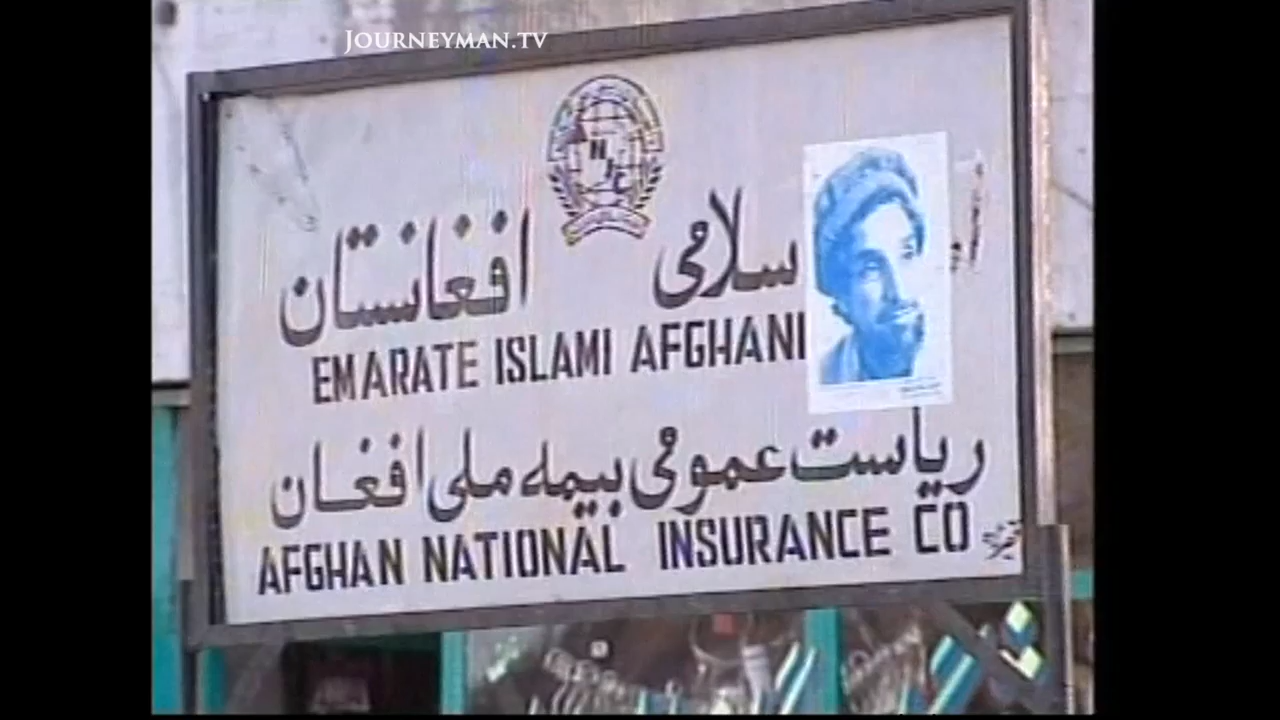 JOURNEYMAN.TV
سلامی افغانستان
EMARATE ISLAMI AFGHANI
ریاست عمومی بیمه ملی افغان
AFGHAN NATIONAL INSURANCE CO